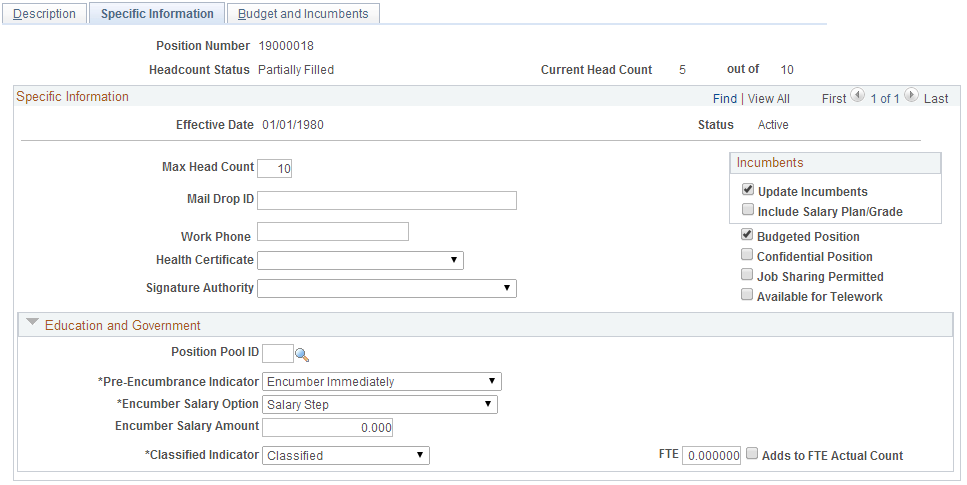 Description Specific Information Budget and Incumbents
Position Number 19000018
Headcount Status Partially Filled Current Head Count 5 out of 10
Specific Information Find | View All First 1 of 1 Last
Effective Date 01/01/1980 Status Active
Max Head Count 10
Mail Drop ID
Work Phone
Health Certificate
Signature Authority
Incumbents
Update Incumbents
Include Salary Plan/Grade
Budgeted Position
Confidential Position
Job Sharing Permitted
Available for Telework
Education and Government
Position Pool ID
*Pre-Encumbrance Indicator Encumber Immediately
*Encumber Salary Option Salary Step
Encumber Salary Amount 0.000
*Classified Indicator Classified FTE 0.000000 Adds to FTE Actual Count